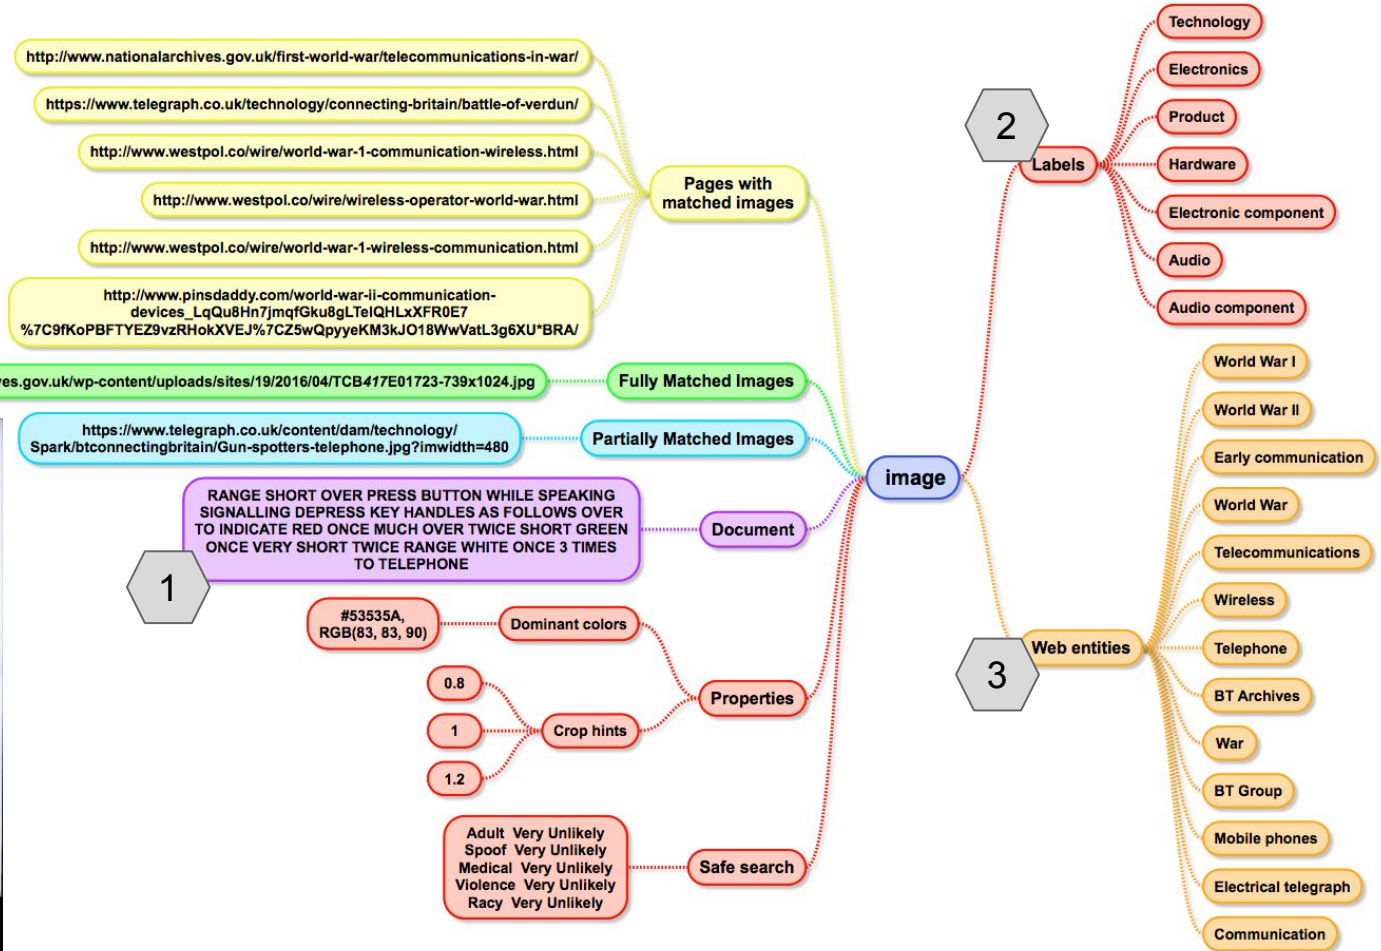 http://www.nationalarchives.gov.uk/first-world-war/telecommunications-in-war/
https://www.telegraph.co.uk/technology/connecting-britain/battle-of-verdun/
http://www.westpol.co/wire/world-war-1-communication-wireless.html
http://www.westpol.co/wire/wireless-operator-world-war.html
http://www.westpol.co/wire/world-war-1-wireless-communication.html
http://www.pinsdaddy.com/world-war-ii-communication-
devices_LqQu8Hn7jmqfGku8gLTeIQHLxXFR0E7
%7C9fKoPBFTYEZ9vzRHokXVEJ%7CZ5wQpyyeKM3kJO18WwVatL3g6XU*BRA/
Pages with
matched images
ves.gov.uk/wp-content/uploads/sites/19/2016/04/TCB417E01723-739x1024.jpg
Fully Matched Images
https://www.telegraph.co.uk/content/dam/technology/
Spark/btconnectingbritain/Gun-spotters-telephone.jpg?imwidth=480
Partially Matched Images
RANGE SHORT OVER PRESS BUTTON WHILE SPEAKING
SIGNALLING DEPRESS KEY HANDLES AS FOLLOWS OVER
TO INDICATE RED ONCE MUCH OVER TWICE SHORT GREEN
ONCE VERY SHORT TWICE RANGE WHITE ONCE 3 TIMES
TO TELEPHONE
Document
1
#53535A,
RGB(83, 83, 90)
Dominant colors
0.8
1
1.2
Crop hints
Properties
Adult Very Unlikely
Spoof Very Unlikely
Medical Very Unlikely
Violence Very Unlikely
Racy Very Unlikely
Safe search
image
2
Labels
Technology
Electronics
Product
Hardware
Electronic component
Audio
Audio component
3
Web entities
World War I
World War II
Early communication
World War
Telecommunications
Wireless
Telephone
BT Archives
War
BT Group
Mobile phones
Electrical telegraph
Communication